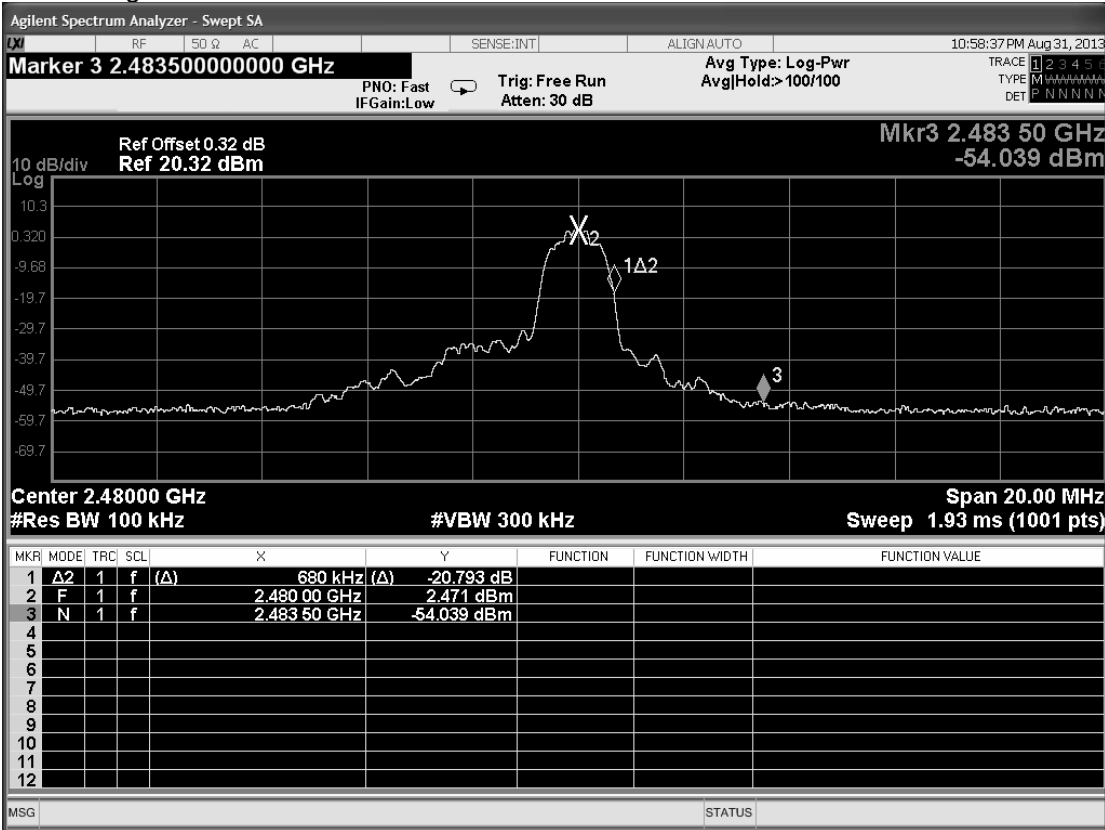 Agilent Spectrum Analyzer - Swept SA
LXI RF 50 Ω AC SENSE:INT ALIGN AUTO 10:58:37 PM Aug 31, 2013
Marker 3 2.483500000000 GHz
PNO: Fast
IFGain:Low
Trig: Free Run
Atten: 30 dB
Avg Type: Log-Pwr
Avg|Hold:>100/100
TRACE 1 2 3 4 5 6
TYPE M
DET P N N N N N
Mkr3 2.483 50 GHz
-54.039 dBm
Ref Offset 0.32 dB
10 dB/div Ref 20.32 dBm
Log
10.3
0.320
-9.68
-19.7
-29.7
-39.7
-49.7
-59.7
-69.7
2
1Δ2
3
Center 2.48000 GHz Span 20.00 MHz
#Res BW 100 kHz #VBW 300 kHz Sweep 1.93 ms (1001 pts)
MKR MODE TRC SCL X Y FUNCTION FUNCTION WIDTH FUNCTION VALUE
1 Δ2 1 f (Δ) 680 kHz (Δ) -20.793 dB
2 F 1 f 2.480 00 GHz 2.471 dBm
3 N 1 f 2.483 50 GHz -54.039 dBm
4
5
6
7
8
9
10
11
12
MSG STATUS